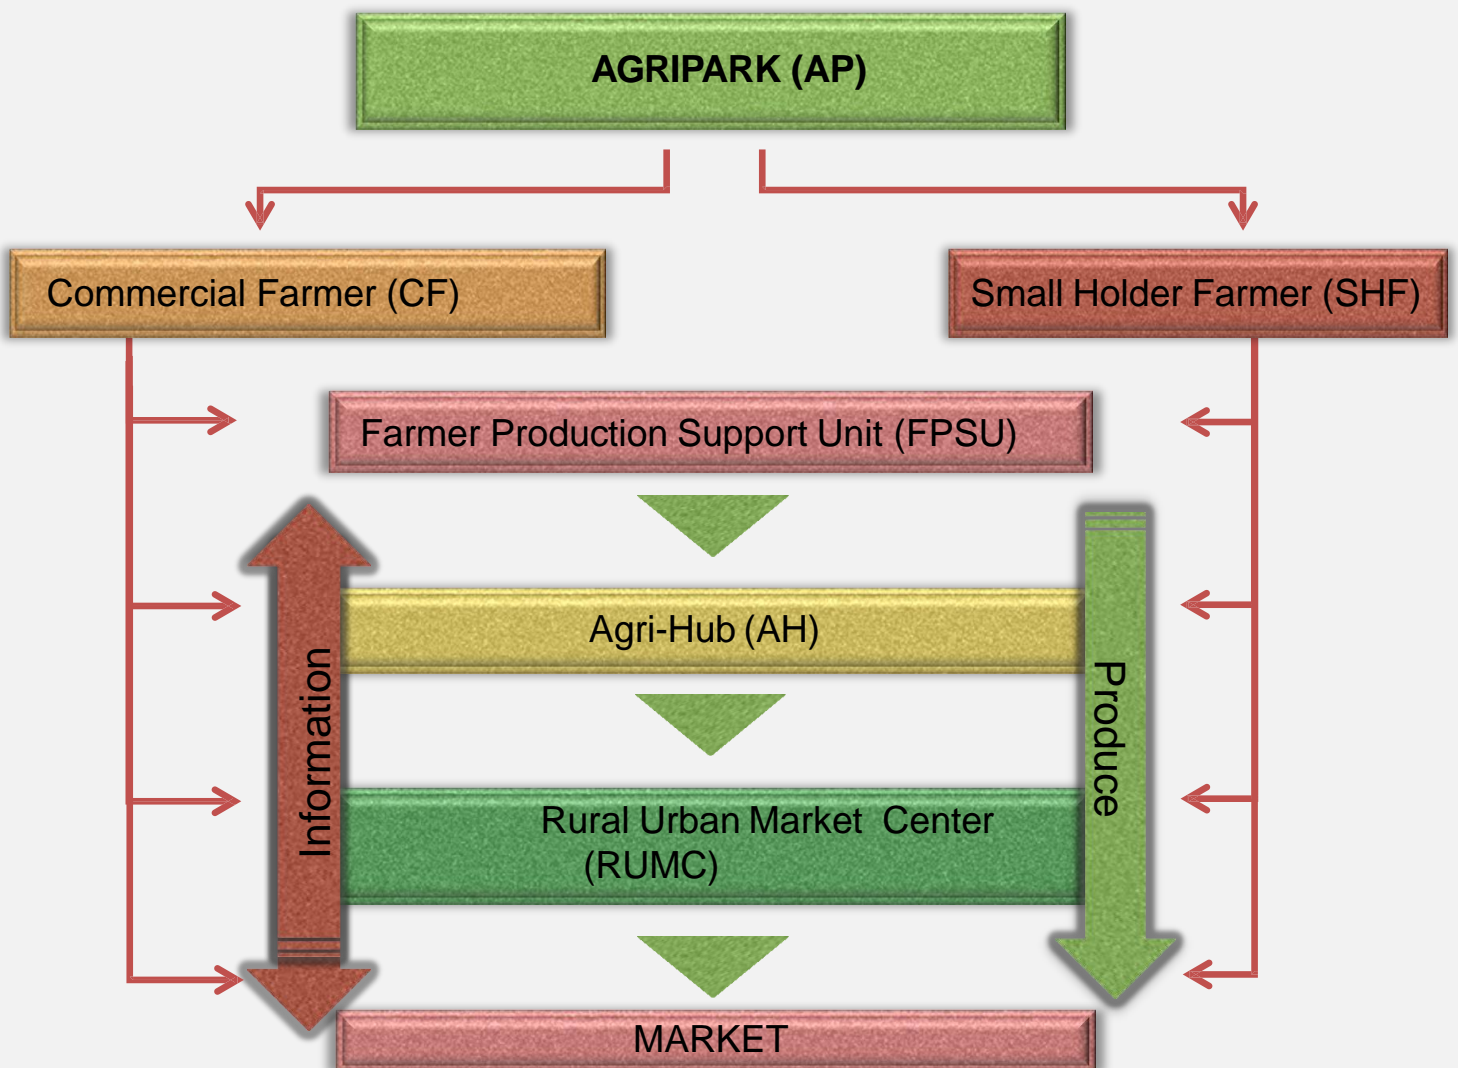 AGRIPARK (AP)
Commercial Farmer (CF)
Small Holder Farmer (SHF)
Farmer Production Support Unit (FPSU)
Agri-Hub (AH)
Information
Produce
Rural Urban Market Center
(RUMC)
MARKET